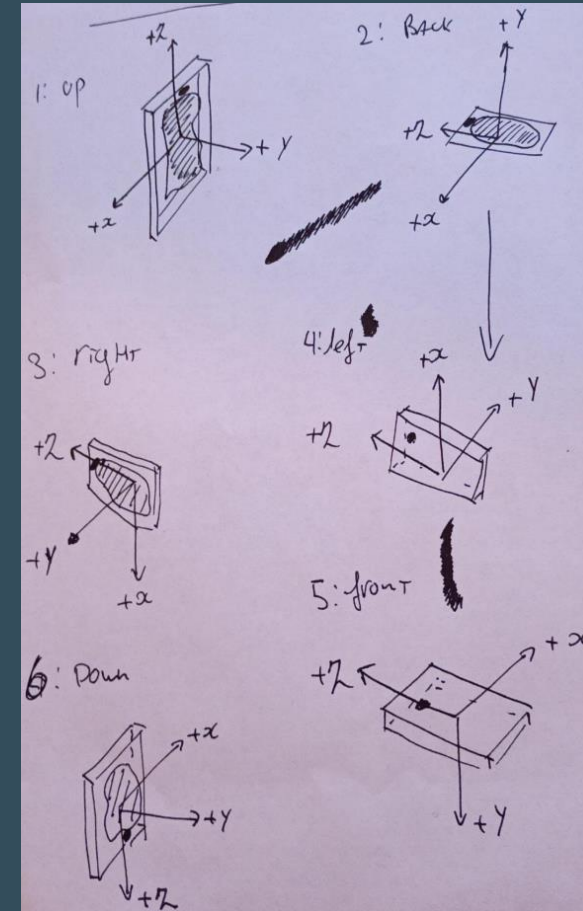 1: UP
+Z
+Y
+x
2: BACK
+Y
+Z
+x
3: rigHT
+Z
+Y
+x
4: lefT
+x
+Y
+Z
5: fronT
+x
+Z
+Y
6: Down
+x
+Y
+Z